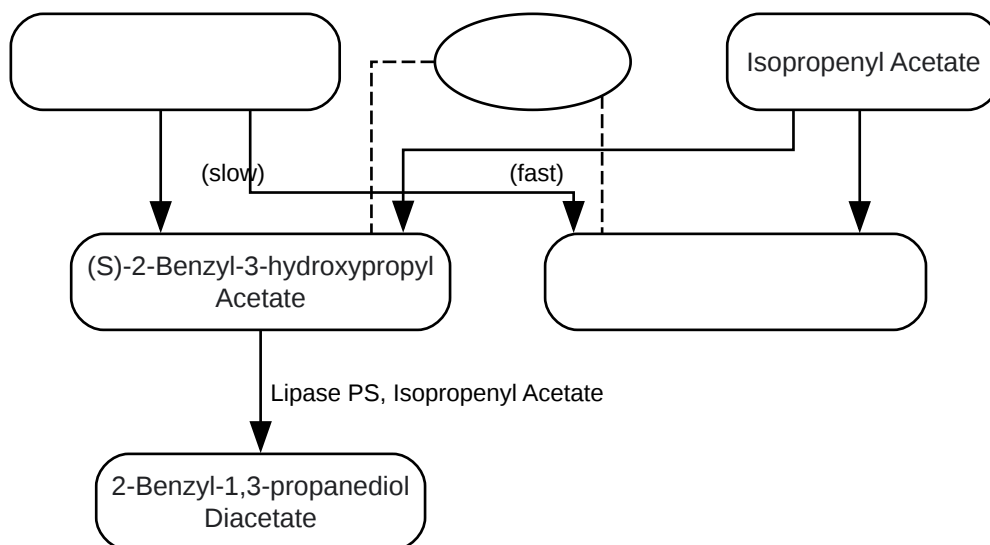 Isopropenyl Acetate
(slow)
(fast)
(S)-2-Benzyl-3-hydroxypropyl
Acetate
Lipase PS, Isopropenyl Acetate
2-Benzyl-1,3-propanediol
Diacetate